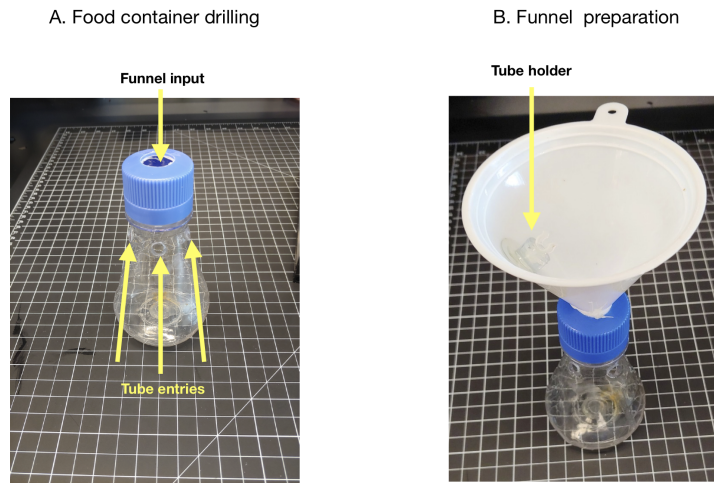 A. Food container drilling
B. Funnel preparation
Funnel input
Tube holder
Tube entries